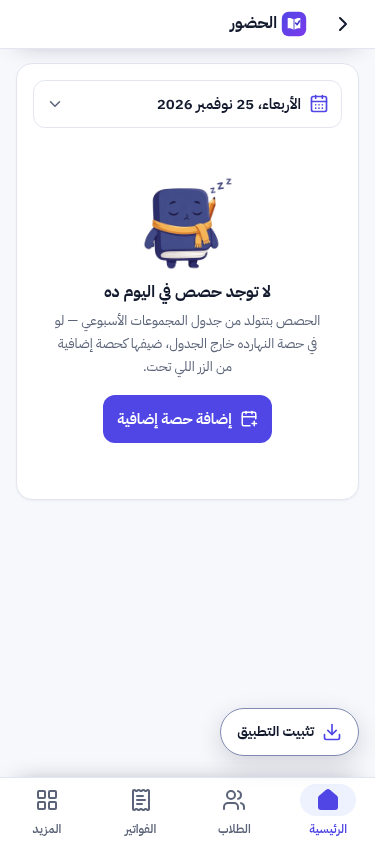 الحضور
الأربعاء، 25 نوفمبر 2026
z z z
لا توجد حصص في اليوم ده
الحصص بتتولد من جدول المجموعات الأسبوعي — لو
في حصة النهارده خارج الجدول، ضيفها كحصة إضافية
من الزر اللي تحت.
إضافة حصة إضافية
تثبيت التطبيق
الرئيسية
الطلاب
الفواتير
المزيد